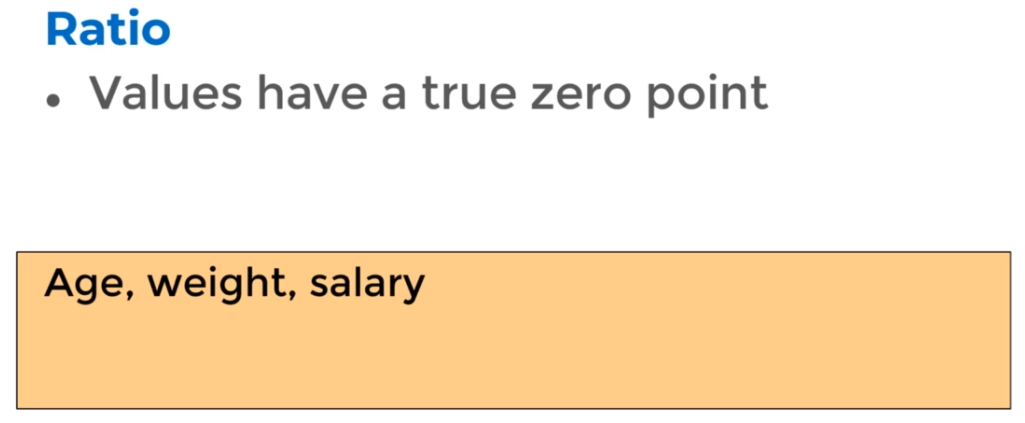 Ratio
• Values have a true zero point
Age, weight, salary